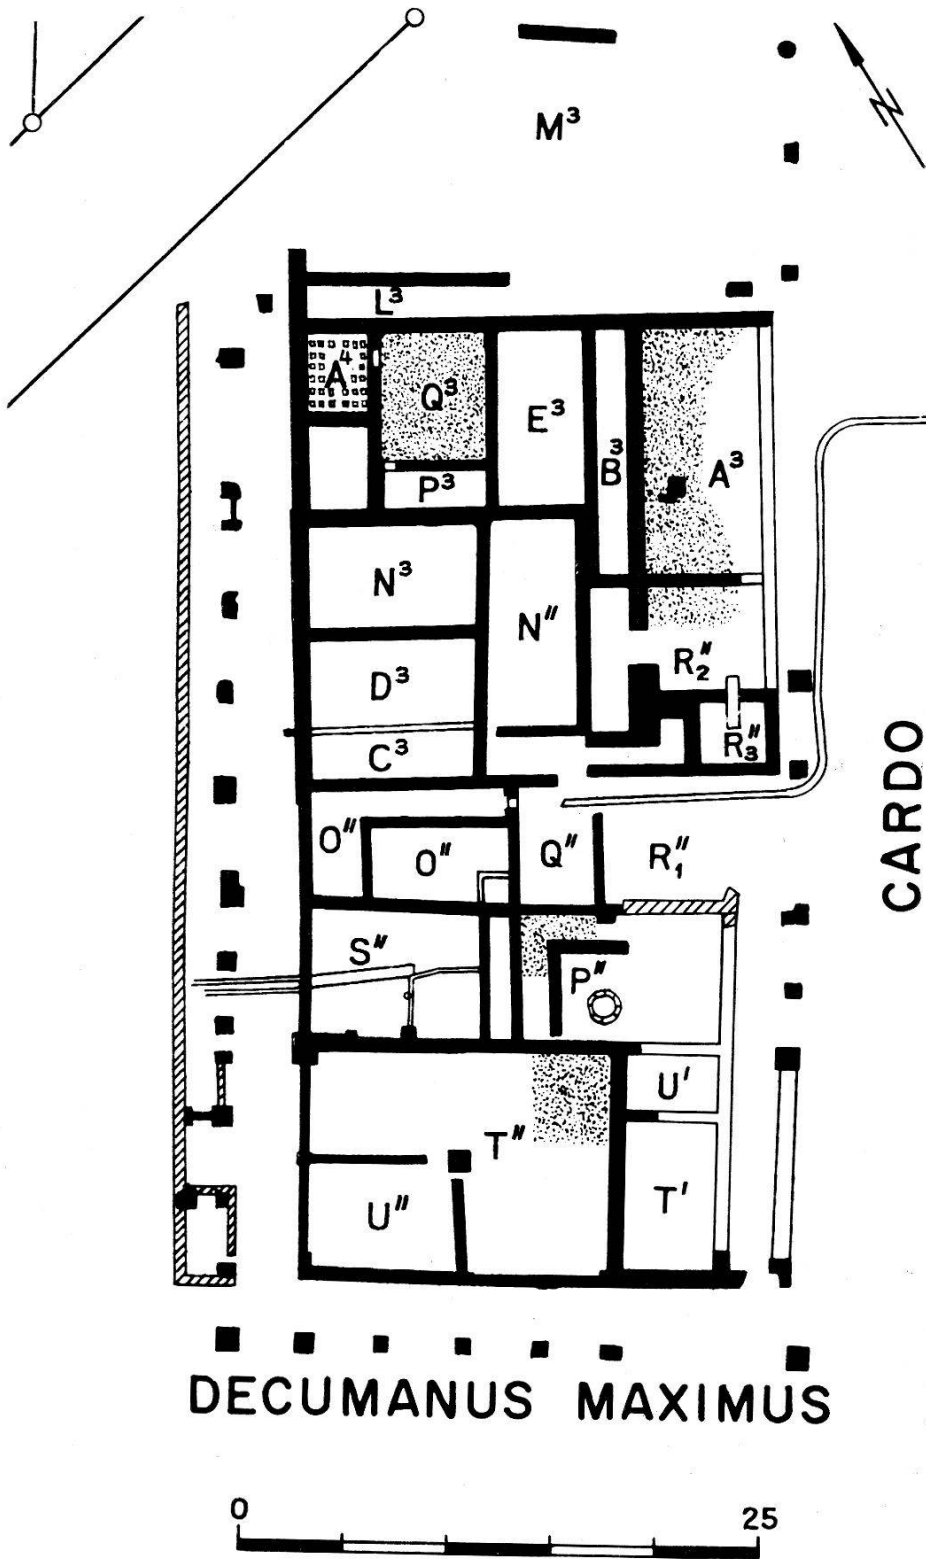 N
M³
L³
A⁴
Q³
E³
B³
A³
P³
N³
N″
D³
R₂″
C³
R₃″
CARDO
O″
O″
Q″
R₁″
S″
P″
U′
T″
T′
U″
DECUMANUS MAXIMUS
0 25